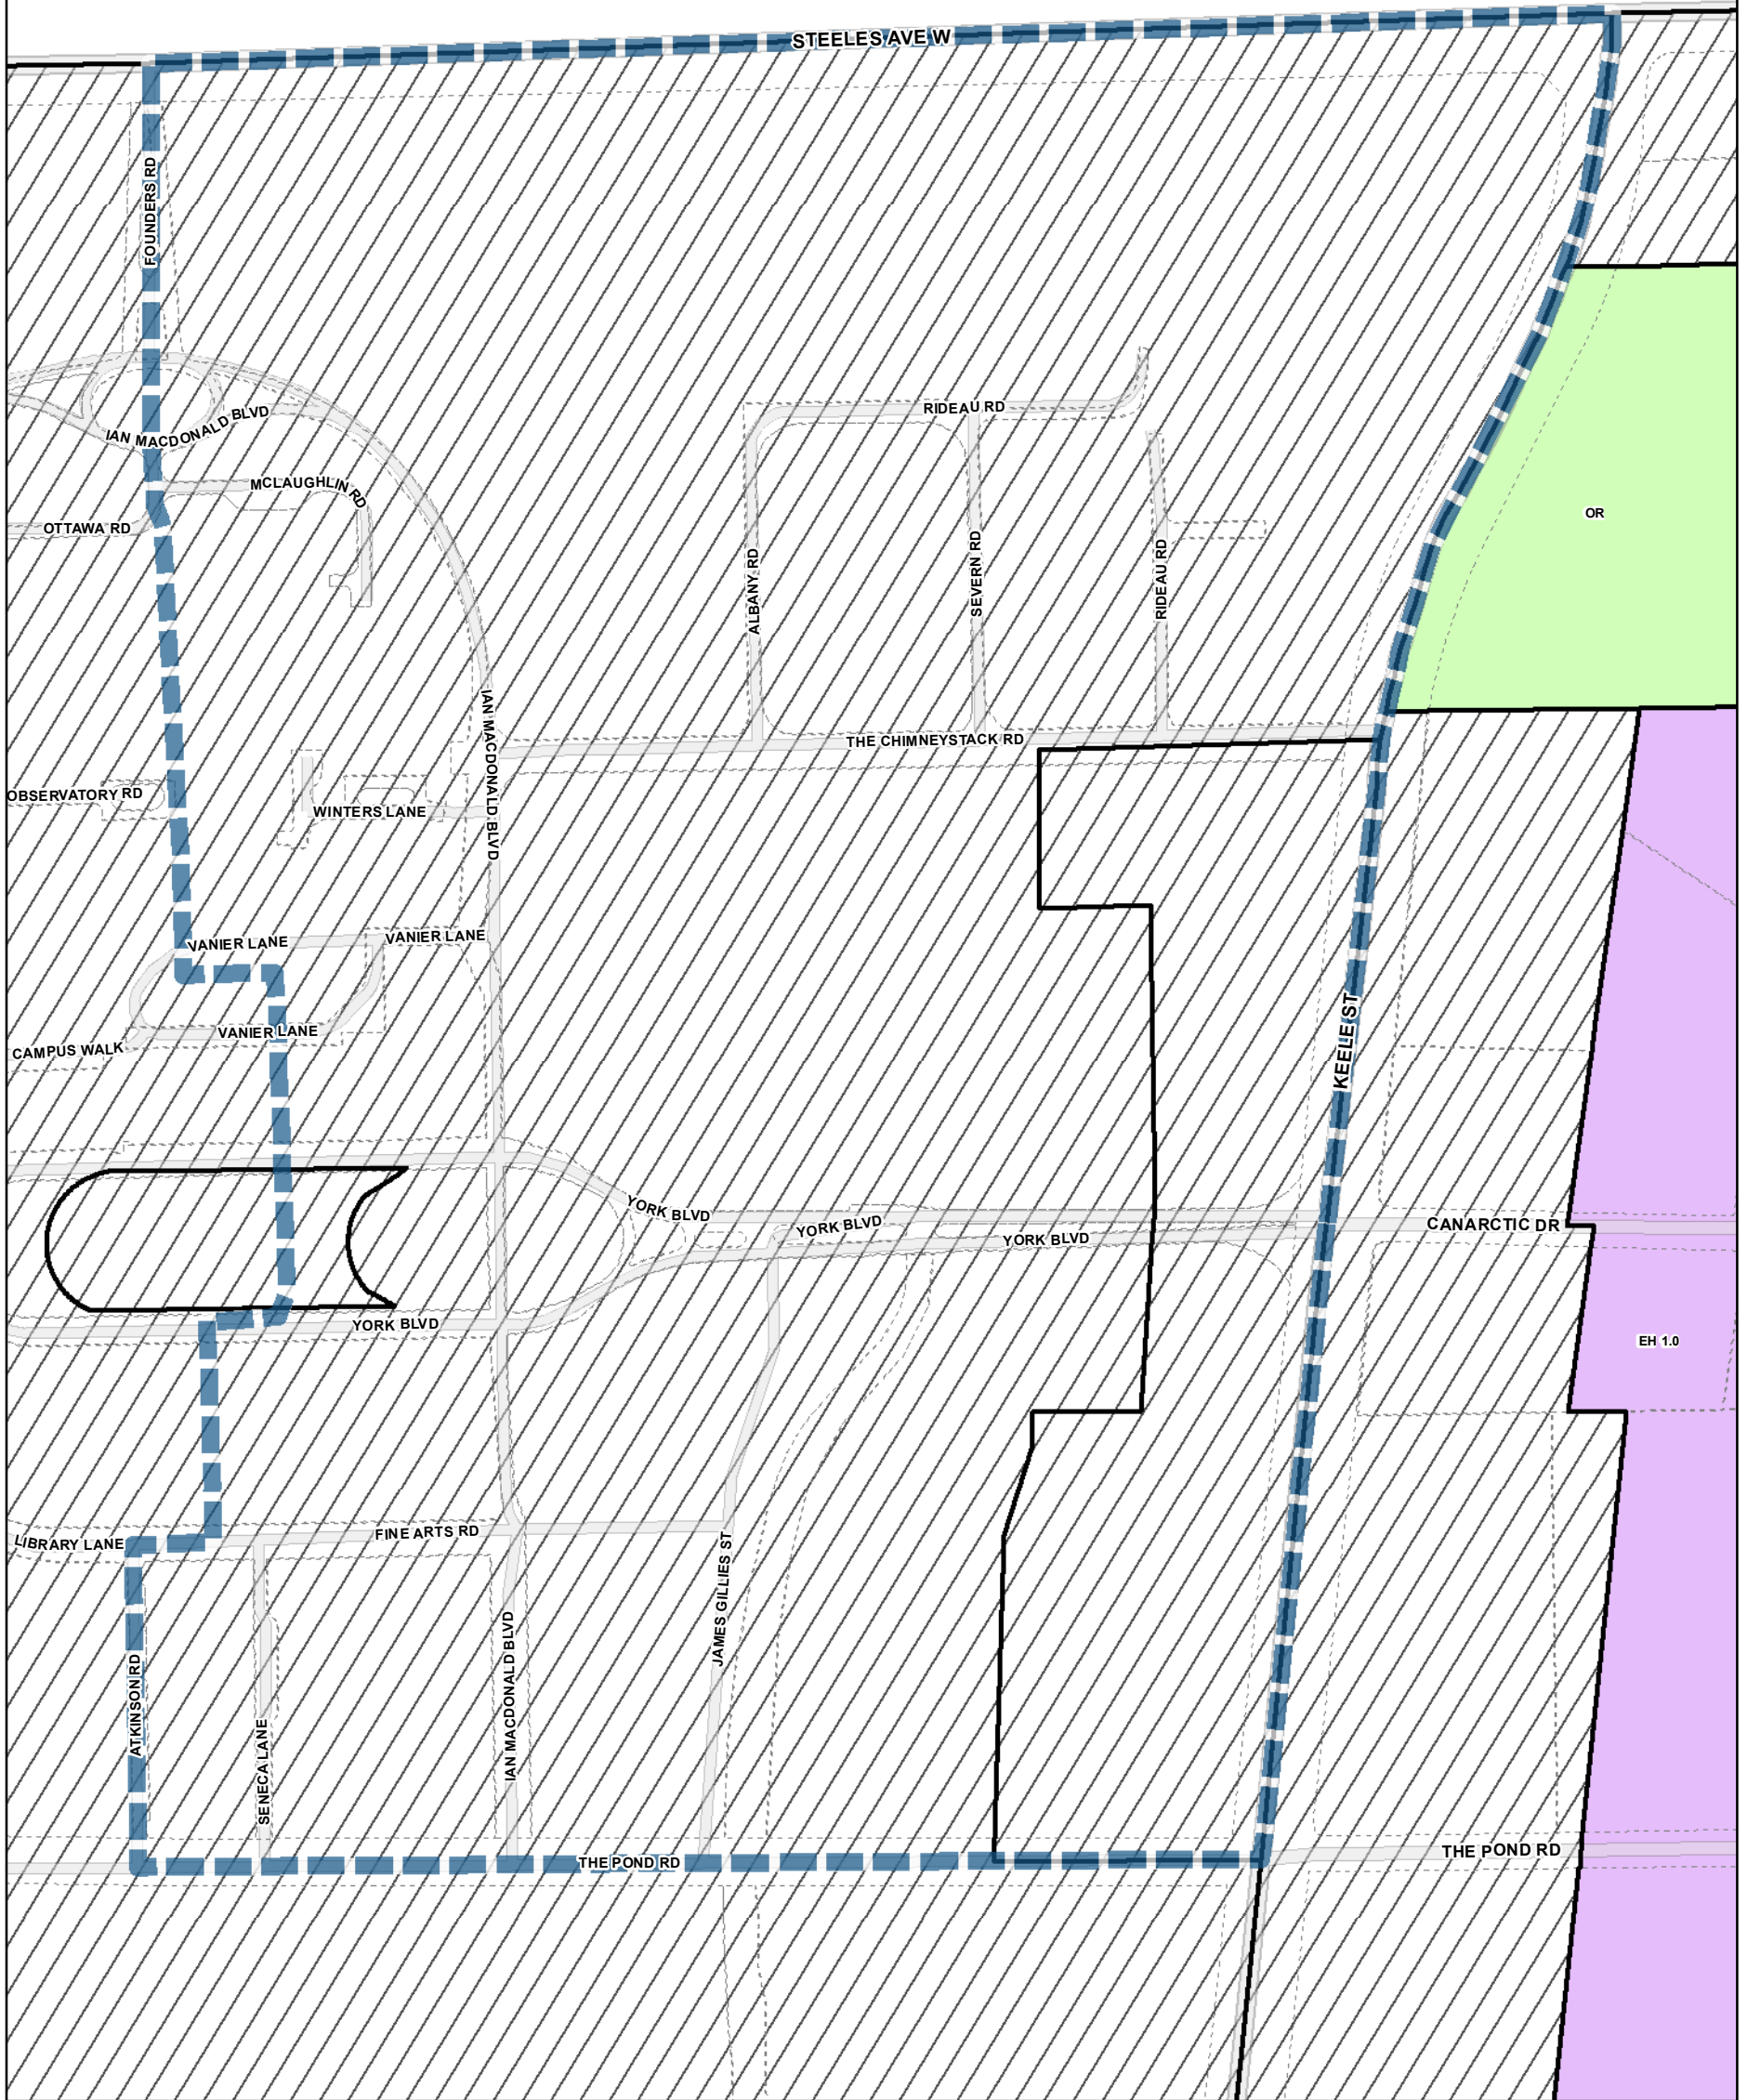 STEELES AVE W
FOUNDERS RD
IAN MACDONALD BLVD
RIDEAU RD
MCLAUGHLIN RD
OTTAWA RD
OR
ALBANY RD
SEVERN RD
RIDEAU RD
IAN MACDONALD BLVD
THE CHIMNEYSTACK RD
OBSERVATORY RD
WINTERS LANE
VANIER LANE
VANIER LANE
VANIER LANE
CAMPUS WALK
KEELE ST
YORK BLVD
YORK BLVD
YORK BLVD
CANARCTIC DR
YORK BLVD
EH 1.0
FINE ARTS RD
LIBRARY LANE
JAMES GILLIES ST
ATKINSON RD
IAN MACDONALD BLVD
SENECA LANE
THE POND RD
THE POND RD